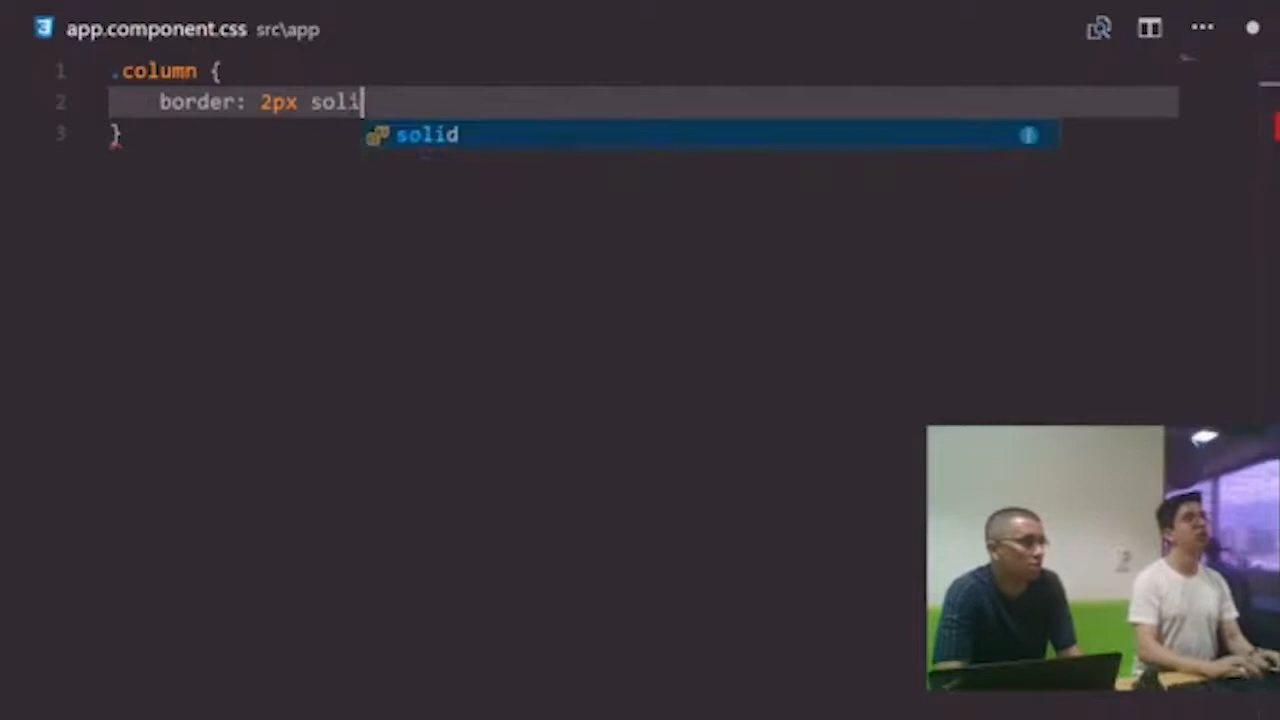 app.component.css src\app
1 .column {
2 border: 2px soli
3 }
solid